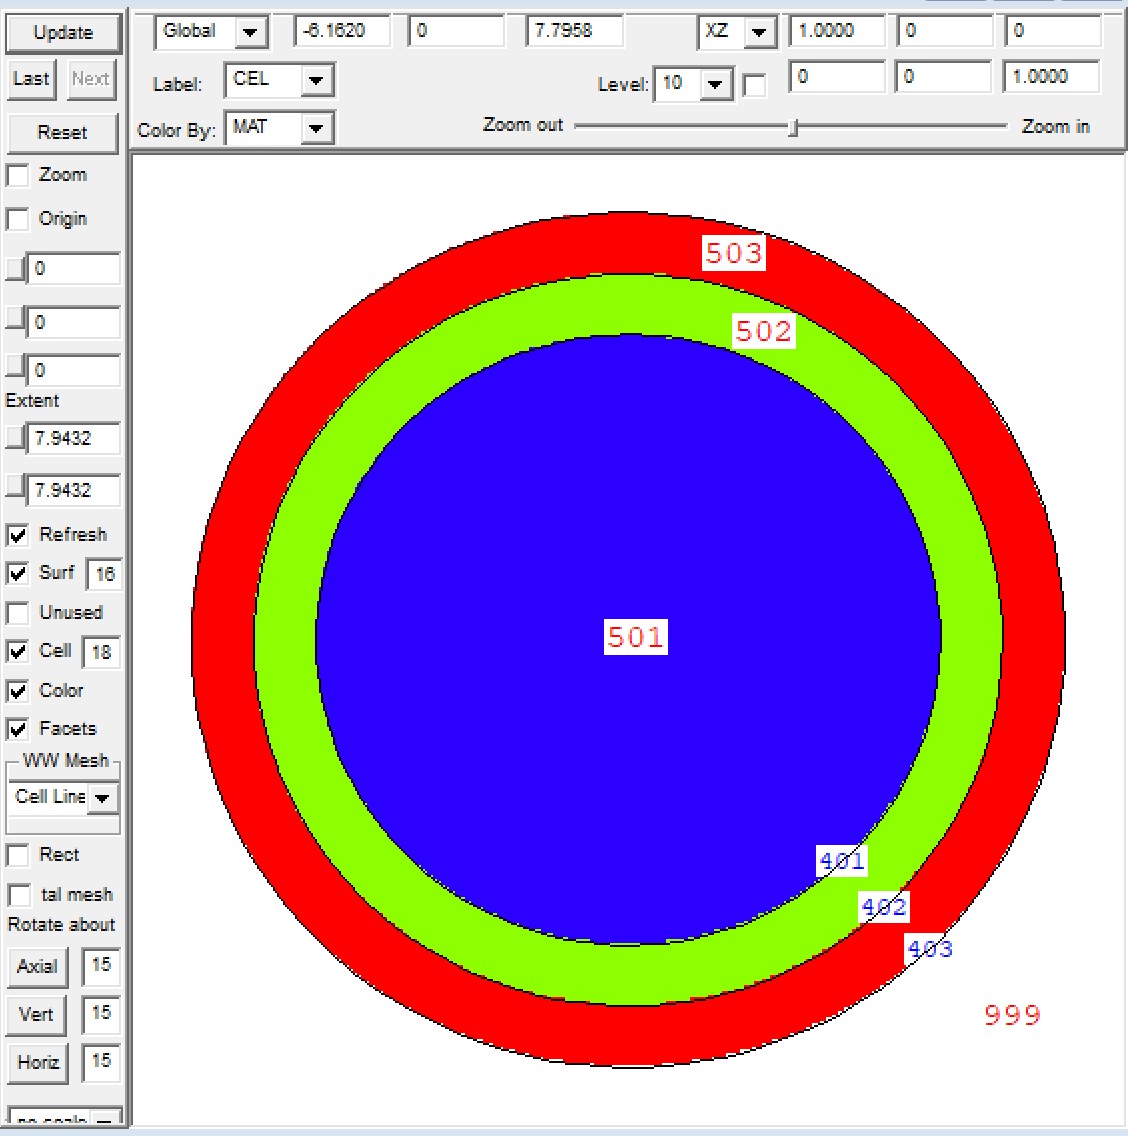 Update Global -6.1620 0 7.7958 XZ 1.0000 0 0
Last Next Label: CEL Level: 10 0 0 1.0000
Reset Color By: MAT Zoom out Zoom in
Zoom
Origin
0
0
0
Extent
7.9432
7.9432
Refresh
Surf 16
Unused
Cell 18
Color
Facets
WW Mesh
Cell Line
Rect
tal mesh
Rotate about
Axial 15
Vert 15
Horiz 15
503
502
501
401
402
403
999